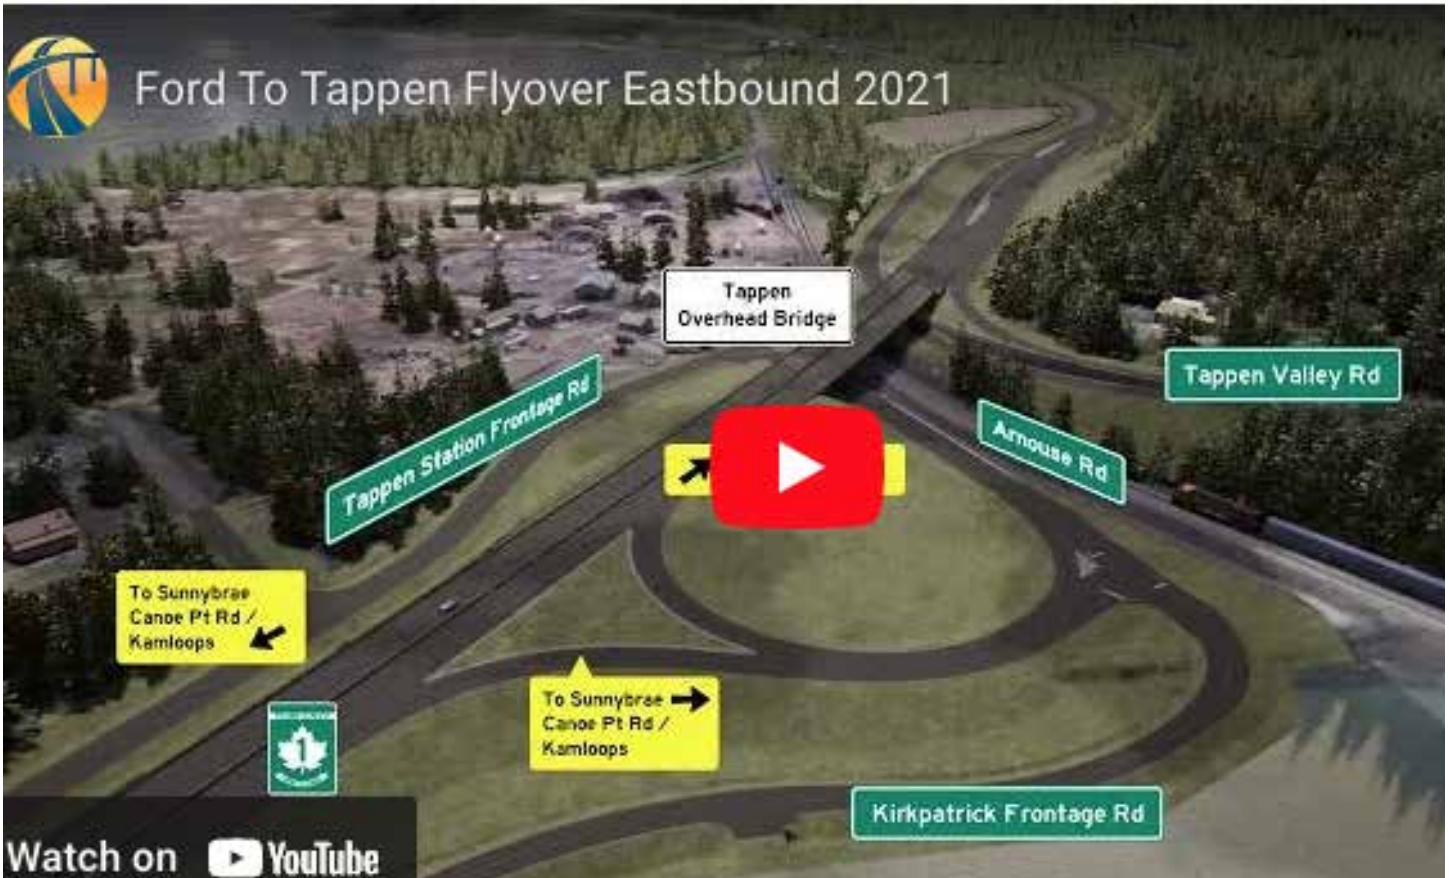 Ford To Tappen Flyover Eastbound 2021
Tappen
Overhead Bridge
Tappen Valley Rd
Tappen Station Frontage Rd
Arnouse Rd
To Sunnybrae
Canoe Pt Rd /
Kamloops
To Sunnybrae
Canoe Pt Rd /
Kamloops
1
Kirkpatrick Frontage Rd
Watch on YouTube